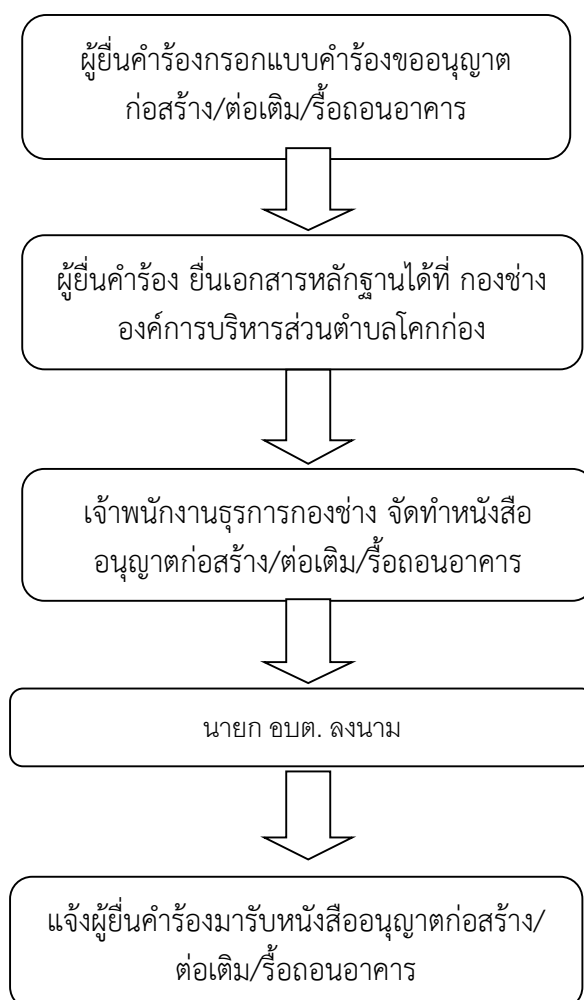 ผู้ยื่นคำร้องกรอกแบบคำร้องขออนุญาต
ก่อสร้าง/ต่อเติม/รื้อถอนอาคาร
ผู้ยื่นคำร้อง ยื่นเอกสารหลักฐานได้ที่ กองช่าง
องค์การบริหารส่วนตำบลโคกก่อง
เจ้าพนักงานธุรการกองช่าง จัดทำหนังสือ
อนุญาตก่อสร้าง/ต่อเติม/รื้อถอนอาคาร
นายก อบต. ลงนาม
แจ้งผู้ยื่นคำร้องมารับหนังสืออนุญาตก่อสร้าง/
ต่อเติม/รื้อถอนอาคาร